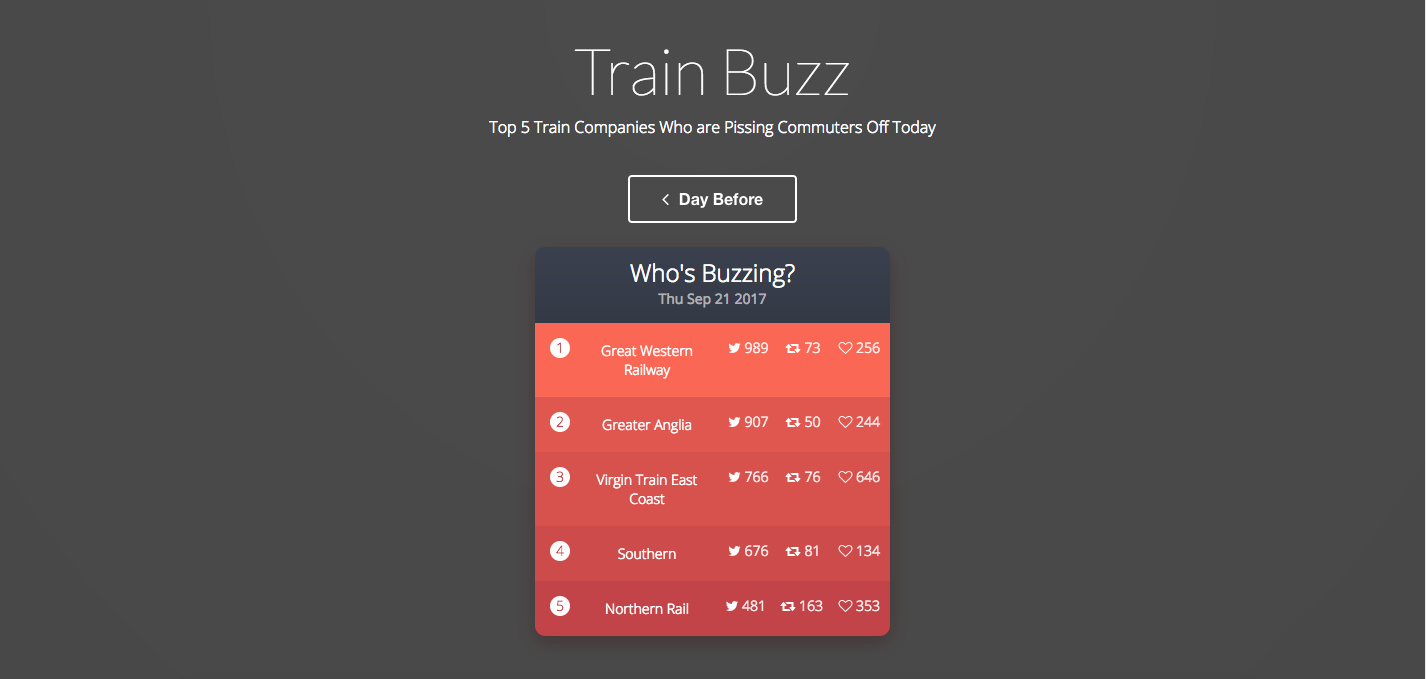 Train Buzz
Top 5 Train Companies Who are Pissing Commuters Off Today
Day Before
Who's Buzzing?
Thu Sep 21 2017
1 Great Western Railway 989 73 256
2 Greater Anglia 907 50 244
3 Virgin Train East Coast 766 76 646
4 Southern 676 81 134
5 Northern Rail 481 163 353